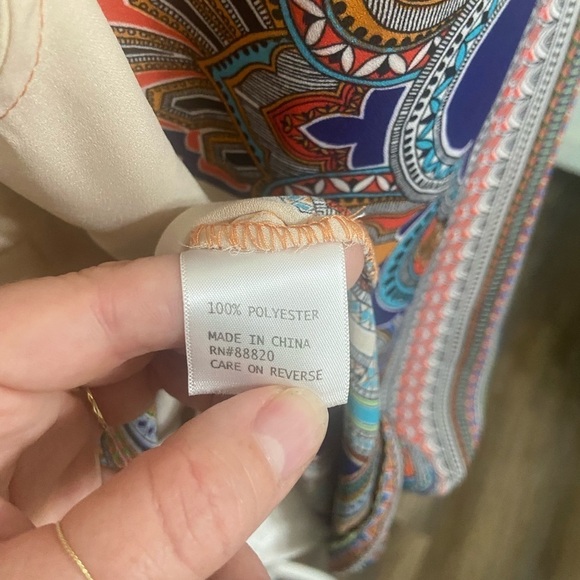 100% POLYESTER
MADE IN CHINA
RN#88820
CARE ON REVERSE